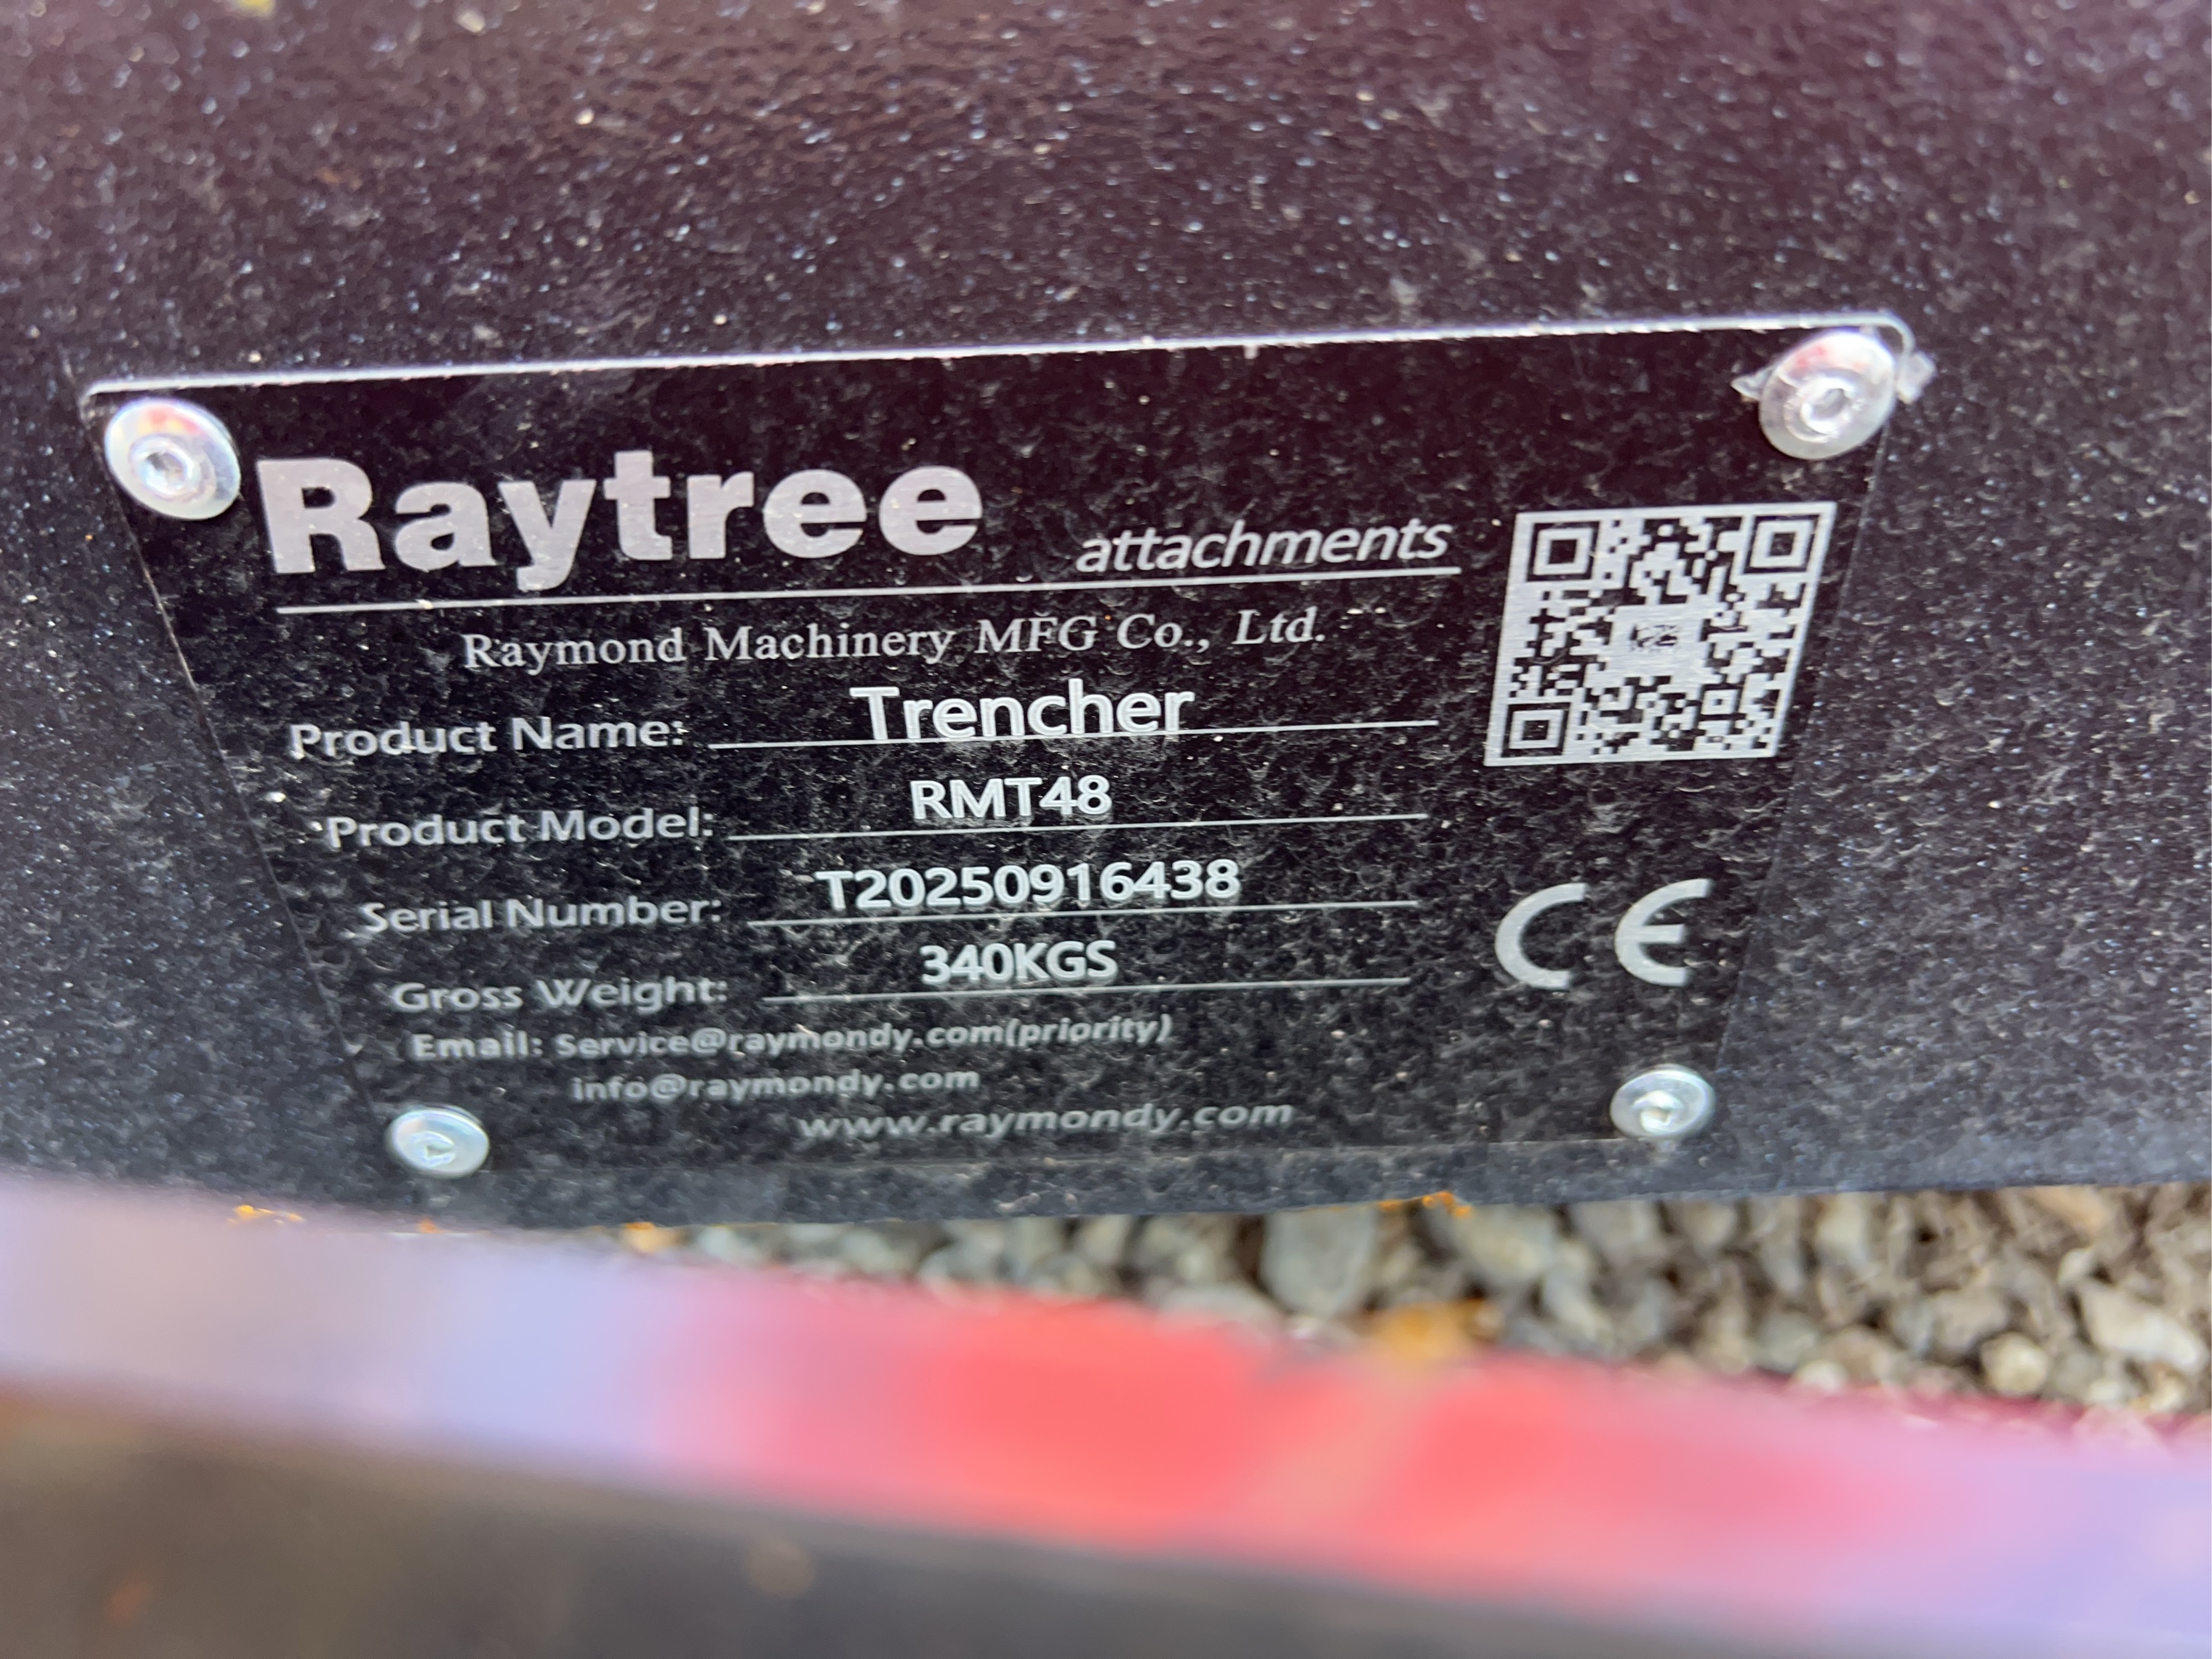 Raytree attachments
Raymond Machinery MFG Co., Ltd.
Product Name: Trencher
Product Model: RMT48
Serial Number: T20250916438
Gross Weight: 340KGS
Email: Service@raymondy.com(priority)
info@raymondy.com
www.raymondy.com
CE